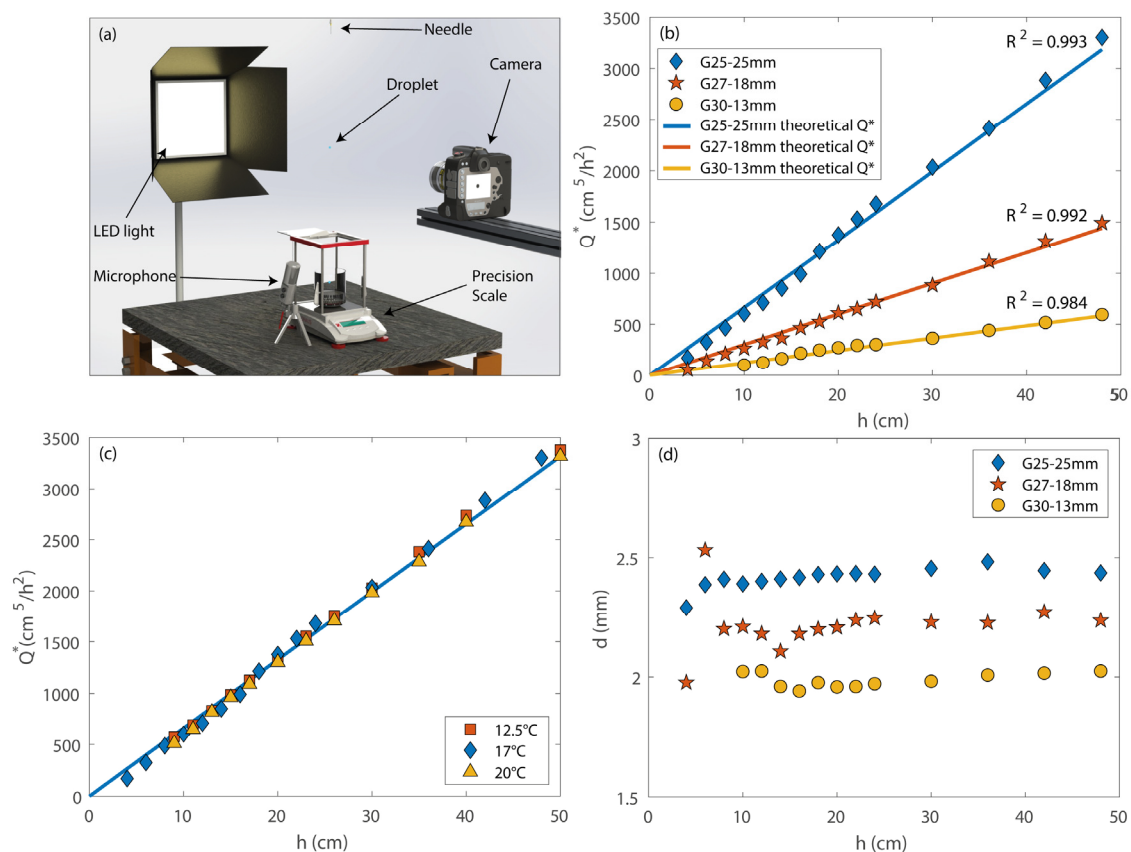 (a)
Needle
Camera
Droplet
LED light
Microphone
Precision
Scale
(b)
R² = 0.993
G25-25mm
G27-18mm
G30-13mm
G25-25mm theoretical Q*
G27-18mm theoretical Q*
G30-13mm theoretical Q*
R² = 0.992
R² = 0.984
3500
3000
2500
2000
1500
1000
500
0
Q* (cm⁵/h²)
10
20
30
40
50
h (cm)
(c)
3500
3000
2500
2000
1500
1000
500
0
Q* (cm⁵/h²)
12.5°C
17°C
20°C
0
10
20
30
40
50
h (cm)
(d)
G25-25mm
G27-18mm
G30-13mm
3
2.5
2
1.5
d (mm)
0
10
20
30
40
50
h (cm)